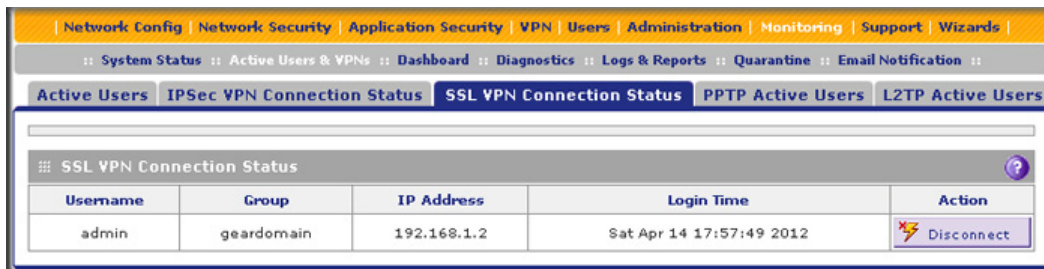 | Network Config | Network Security | Application Security | VPN | Users | Administration | Monitoring | Support | Wizards |
:: System Status :: Active Users & VPNs :: Dashboard :: Diagnostics :: Logs & Reports :: Quarantine :: Email Notification ::
Active Users IPSec VPN Connection Status SSL VPN Connection Status PPTP Active Users L2TP Active Users
SSL VPN Connection Status ?
Username Group IP Address Login Time Action
admin geardomain 192.168.1.2 Sat Apr 14 17:57:49 2012 Disconnect